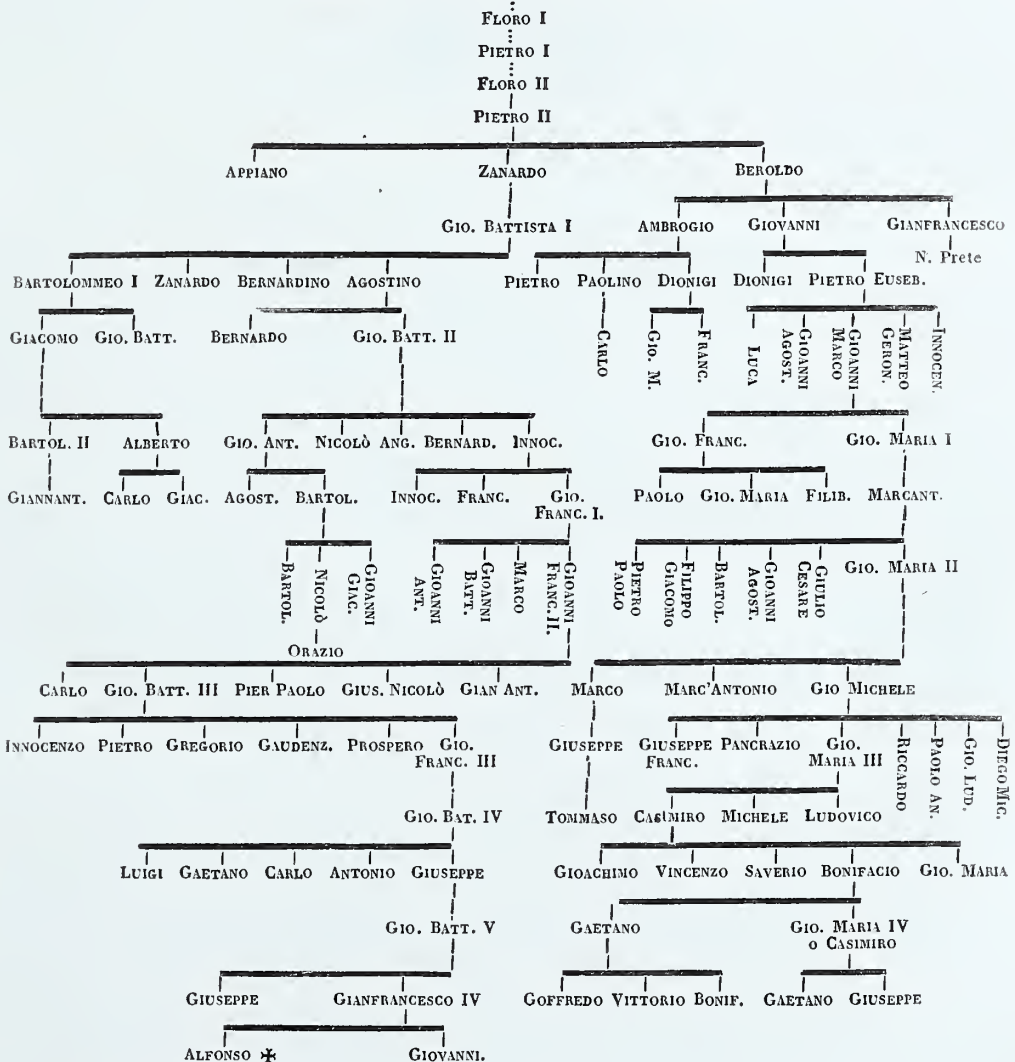 Floro I
Pietro I
Floro II
Pietro II
Appiano Zanardo Beroldo
Gio. Battista I Ambrogio Giovanni Gianfrancesco
N. Prete
Bartolommeo I Zanardo Bernardino Agostino Pietro Paolino Dionigi Dionigi Pietro Euseb.
Giacomo Gio. Batt. Bernardo Gio. Batt. II
Carlo
Gio. M.
Franc.
Luca
Gioanni Agost.
Gioanni Marco
Matteo Geron.
Innocen.
Bartol. II Alberto Gio. Ant. Nicolò Ang. Bernard. Innoc. Gio. Franc. Gio. Maria I
Giannant. Carlo Giac. Agost. Bartol. Innoc. Franc. Gio. Franc. I. Paolo Gio. Maria Filib. Marcant.
Bartol.
Nicolò
Gioanni Giac.
Gioanni Ant.
Gioanni Batt.
Marco
Gioanni Franc. II.
Pietro Paolo
Filippo Giacomo
Bartol.
Gioanni Agost.
Giulio Cesare
Gio. Maria II
Orazio
Carlo Gio. Batt. III Pier Paolo Gius. Nicolò Gian Ant. Marco Marc'Antonio Gio Michele
Innocenzo Pietro Gregorio Gaudenz. Prospero Gio. Franc. III Giuseppe Giuseppe Franc. Pancrazio Gio. Maria III
Riccardo
Paolo An.
Gio. Lud.
Diego Mic.
Gio. Bat. IV Tommaso Casimiro Michele Ludovico
Luigi Gaetano Carlo Antonio Giuseppe Gioachimo Vincenzo Saverio Bonifacio Gio. Maria
Gio. Batt. V Gaetano Gio. Maria IV
o Casimiro
Giuseppe Gianfrancesco IV Goffredo Vittorio Bonif. Gaetano Giuseppe
Alfonso ✠ Giovanni.